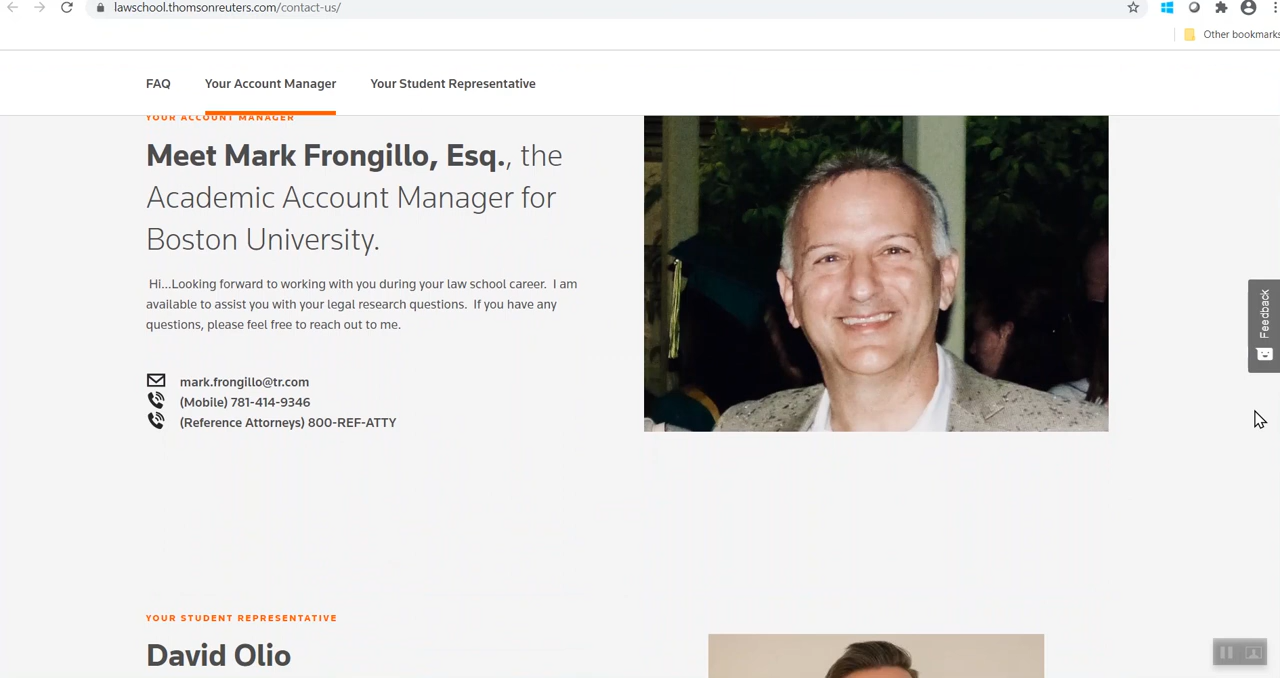 lawschool.thomsonreuters.com/contact-us/
Other bookmarks
FAQ Your Account Manager Your Student Representative
YOUR ACCOUNT MANAGER
Meet Mark Frongillo, Esq., the
Academic Account Manager for
Boston University.
Hi...Looking forward to working with you during your law school career. I am
available to assist you with your legal research questions. If you have any
questions, please feel free to reach out to me.
mark.frongillo@tr.com
(Mobile) 781-414-9346
(Reference Attorneys) 800-REF-ATTY
Feedback
YOUR STUDENT REPRESENTATIVE
David Olio